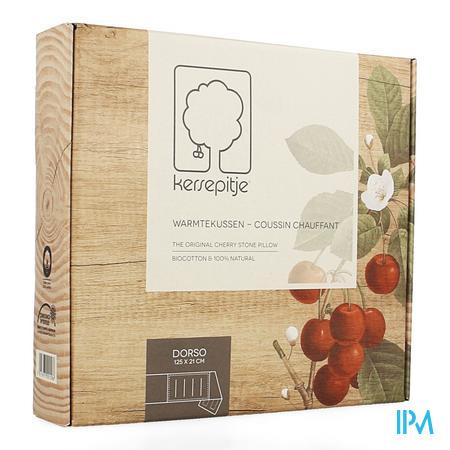 kersepitje
WARMTEKUSSEN – COUSSIN CHAUFFANT
THE ORIGINAL CHERRY STONE PILLOW
BIOCOTTON & 100% NATURAL
DORSO
125 X 21 CM
IPM